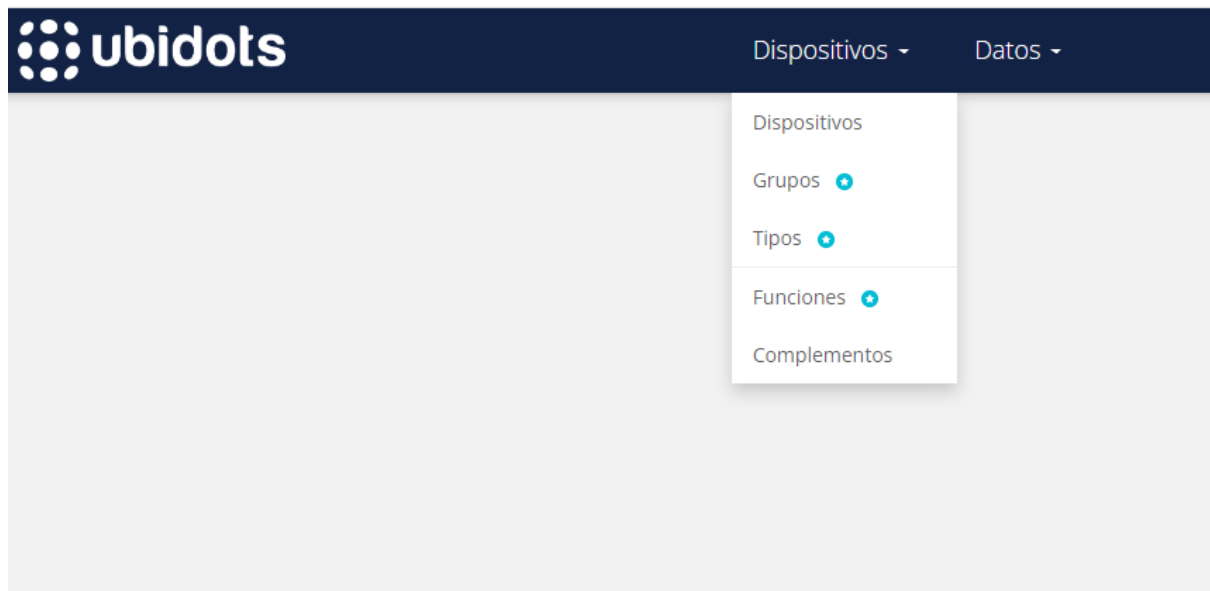 ubidots
Dispositivos
Datos
Dispositivos
Grupos
Tipos
Funciones
Complementos